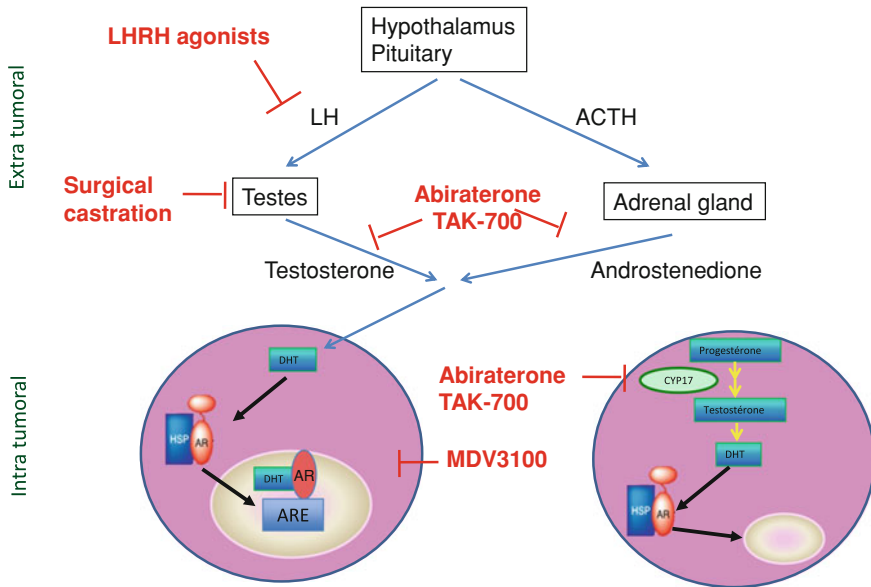 Extra tumoral
Intra tumoral
Hypothalamus
Pituitary
LHRH agonists
LH
ACTH
Surgical
castration
Testes
Abiraterone
TAK-700
Adrenal gland
Testosterone
Androstenedione
DHT
HSP
AR
DHT
AR
ARE
Abiraterone
TAK-700
MDV3100
Progestérone
CYP17
Testostérone
DHT
HSP
AR